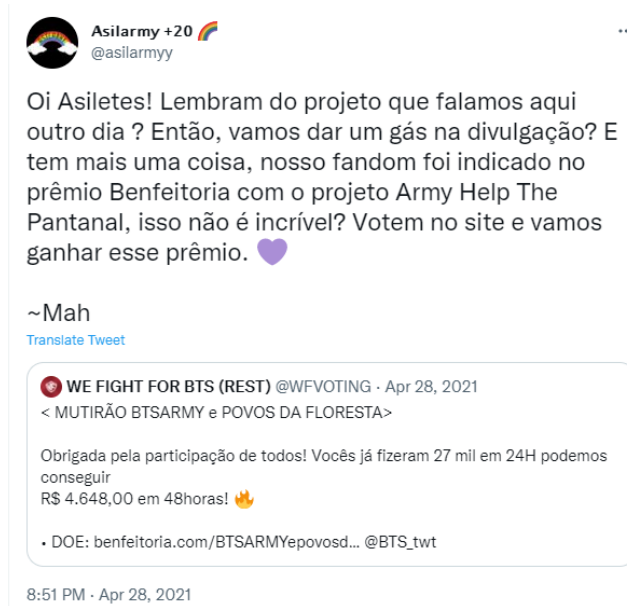 Asilarmy +20 🌈
@asilarmyy
Oi Asiletes! Lembram do projeto que falamos aqui
outro dia ? Então, vamos dar um gás na divulgação? E
tem mais uma coisa, nosso fandom foi indicado no
prêmio Benfeitoria com o projeto Army Help The
Pantanal, isso não é incrível? Votem no site e vamos
ganhar esse prêmio. 💜
~Mah
Translate Tweet
WE FIGHT FOR BTS (REST) @WFVOTING · Apr 28, 2021
< MUTIRÃO BTSARMY e POVOS DA FLORESTA>
Obrigada pela participação de todos! Vocês já fizeram 27 mil em 24H podemos
conseguir
R$ 4.648,00 em 48horas! 🔥
• DOE: benfeitoria.com/BTSARMYepovosd... @BTS_twt
8:51 PM · Apr 28, 2021